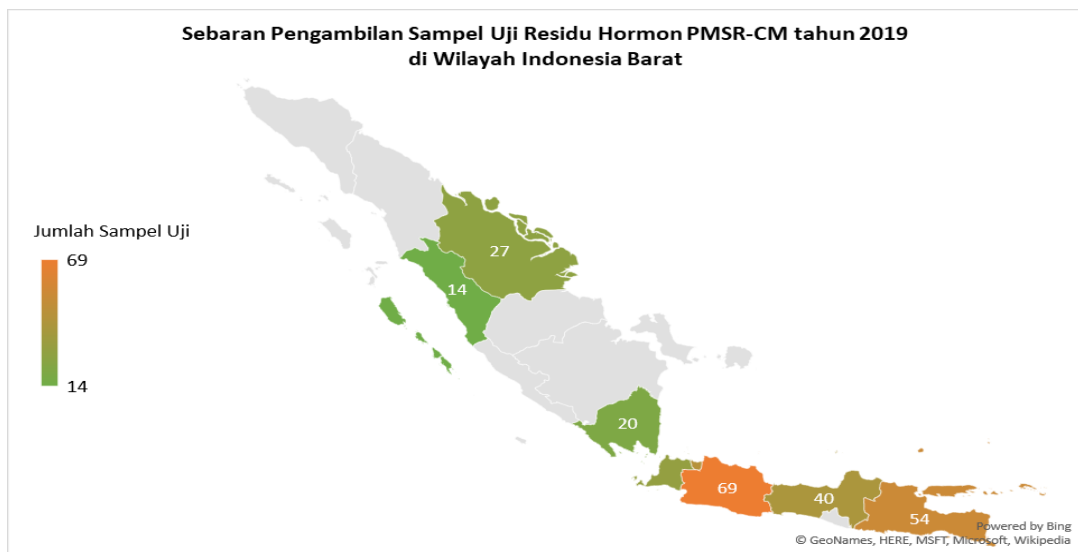 Sebaran Pengambilan Sampel Uji Residu Hormon PMSR-CM tahun 2019
di Wilayah Indonesia Barat
Jumlah Sampel Uji
69
14
27
14
20
69
40
54
Powered by Bing
© GeoNames, HERE, MSFT, Microsoft, Wikipedia